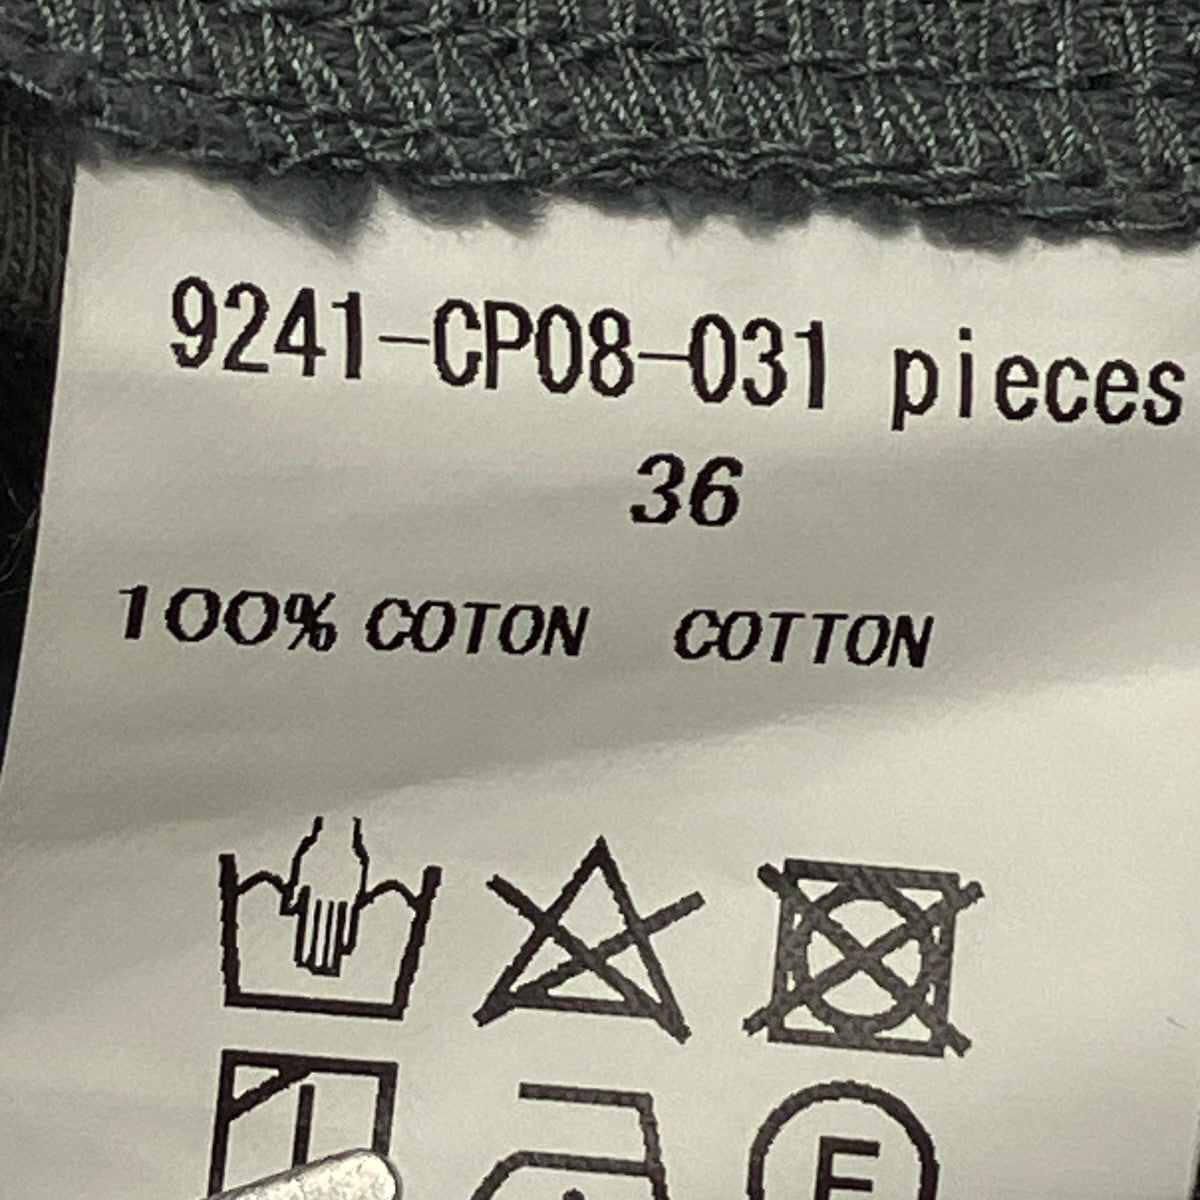 9241-CP08-031 pieces
36
100% COTON COTTON
F